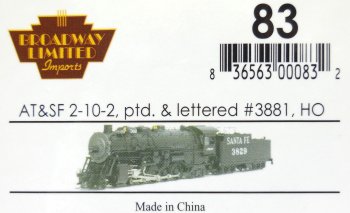 BROADWAY
LIMITED
Imports
83
8 36563 00083 2
AT&SF 2-10-2, ptd. & lettered #3881, HO
SANTA FE
3829
Made in China